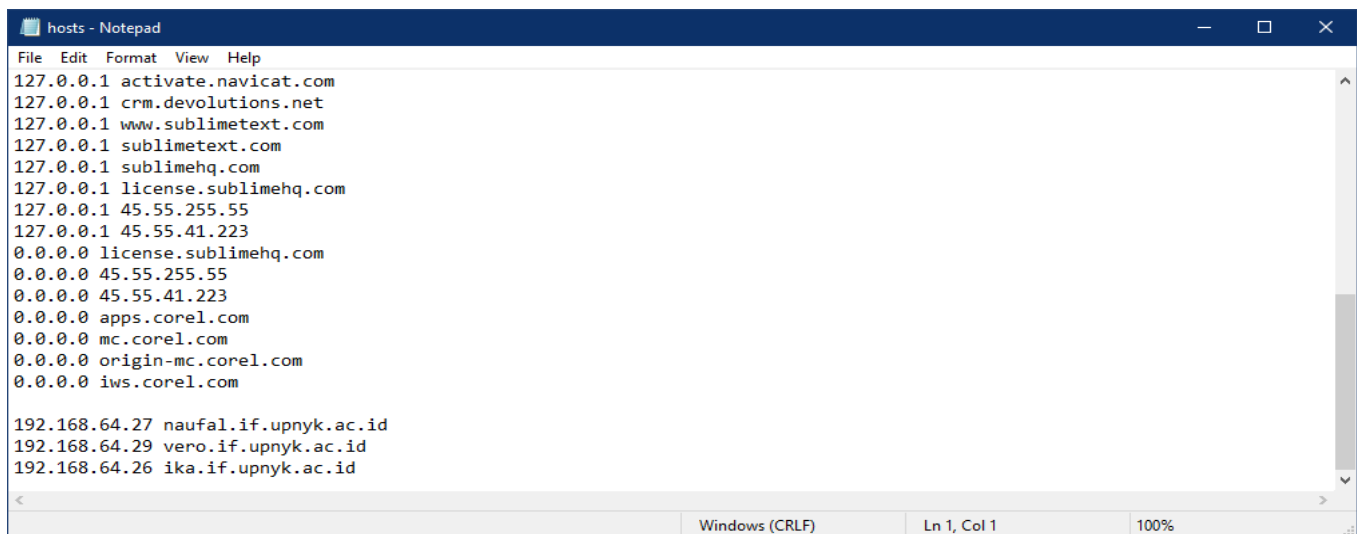 hosts - Notepad
File Edit Format View Help
127.0.0.1 activate.navicat.com
127.0.0.1 crm.devolutions.net
127.0.0.1 www.sublimetext.com
127.0.0.1 sublimetext.com
127.0.0.1 sublimehq.com
127.0.0.1 license.sublimehq.com
127.0.0.1 45.55.255.55
127.0.0.1 45.55.41.223
0.0.0.0 license.sublimehq.com
0.0.0.0 45.55.255.55
0.0.0.0 45.55.41.223
0.0.0.0 apps.corel.com
0.0.0.0 mc.corel.com
0.0.0.0 origin-mc.corel.com
0.0.0.0 iws.corel.com
192.168.64.27 naufal.if.upnyk.ac.id
192.168.64.29 vero.if.upnyk.ac.id
192.168.64.26 ika.if.upnyk.ac.id
Windows (CRLF) Ln 1, Col 1 100%